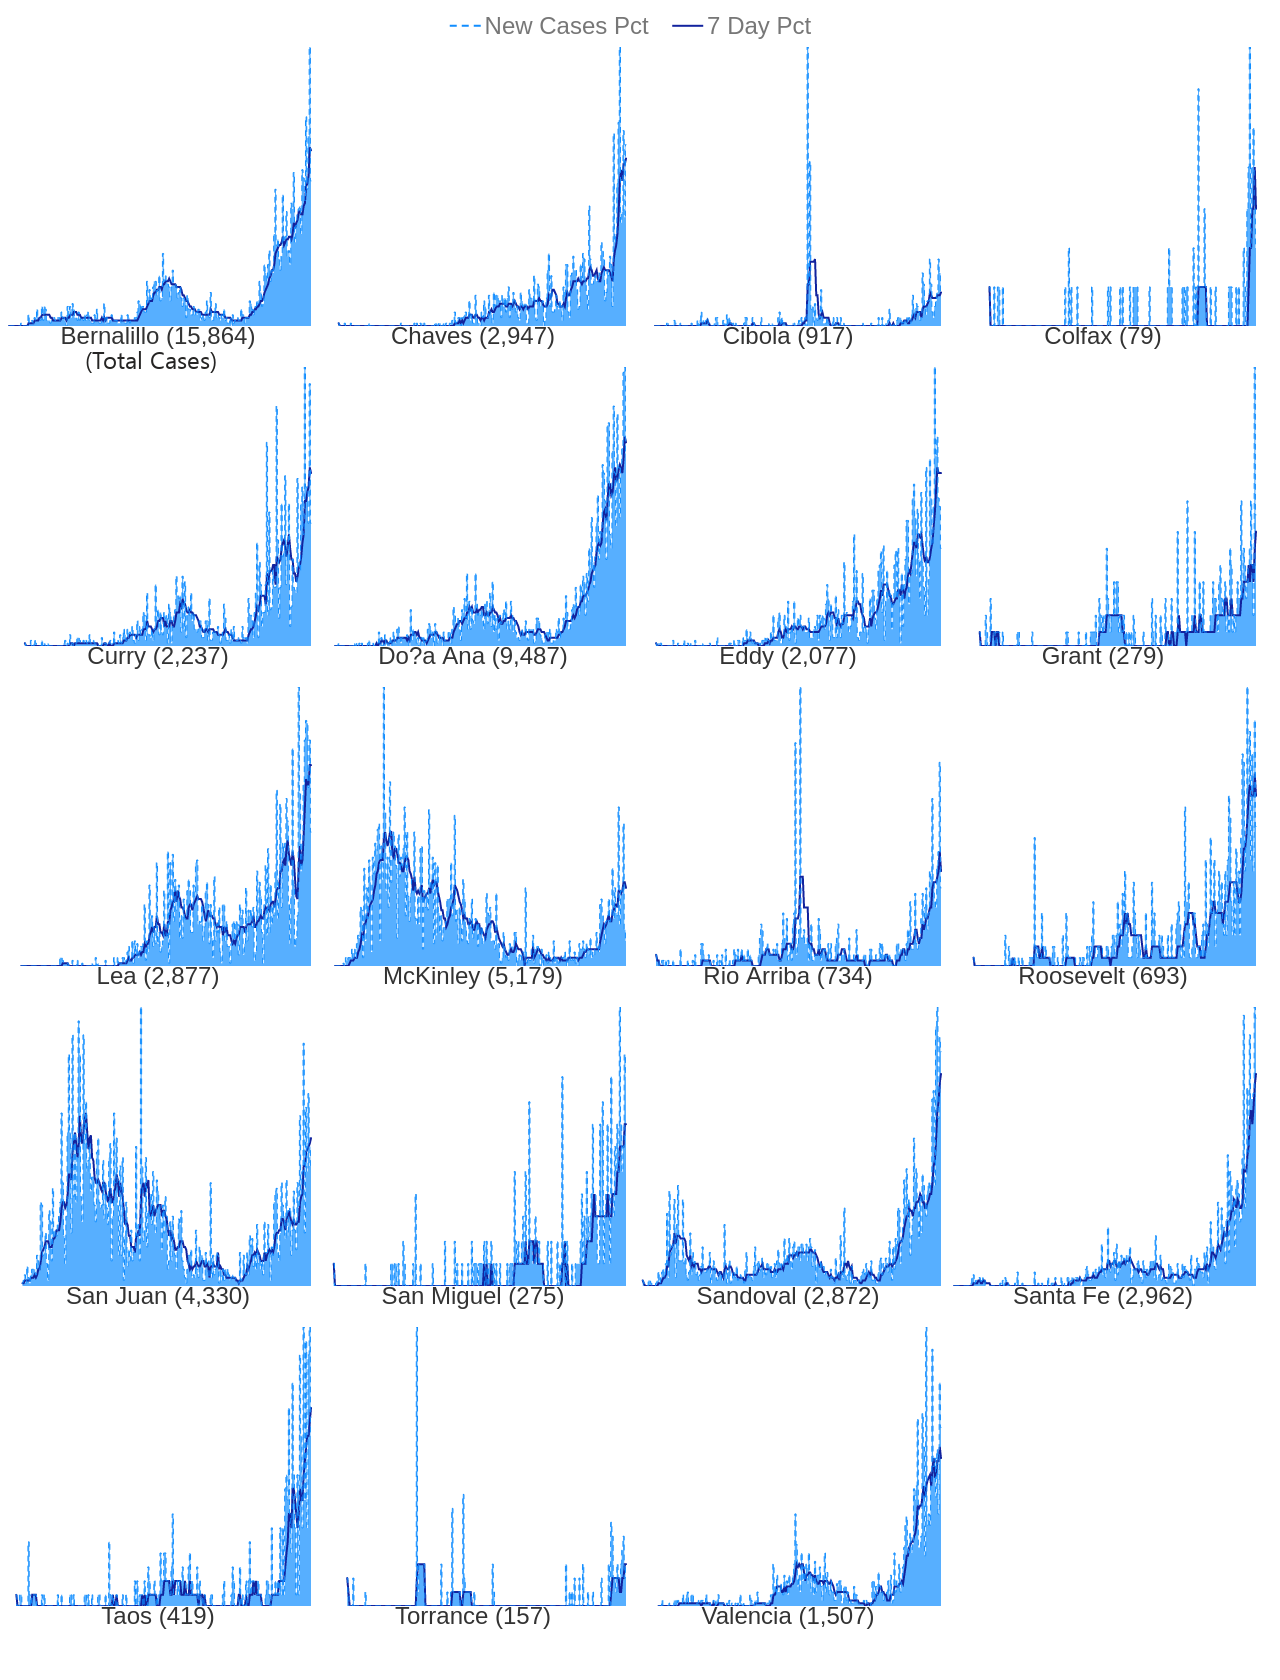 New Cases Pct 7 Day Pct
Bernalillo (15,864) Chaves (2,947) Cibola (917) Colfax (79)
(Total Cases)
Curry (2,237) Do?a Ana (9,487) Eddy (2,077) Grant (279)
Lea (2,877) McKinley (5,179) Rio Arriba (734) Roosevelt (693)
San Juan (4,330) San Miguel (275) Sandoval (2,872) Santa Fe (2,962)
Taos (419) Torrance (157) Valencia (1,507)